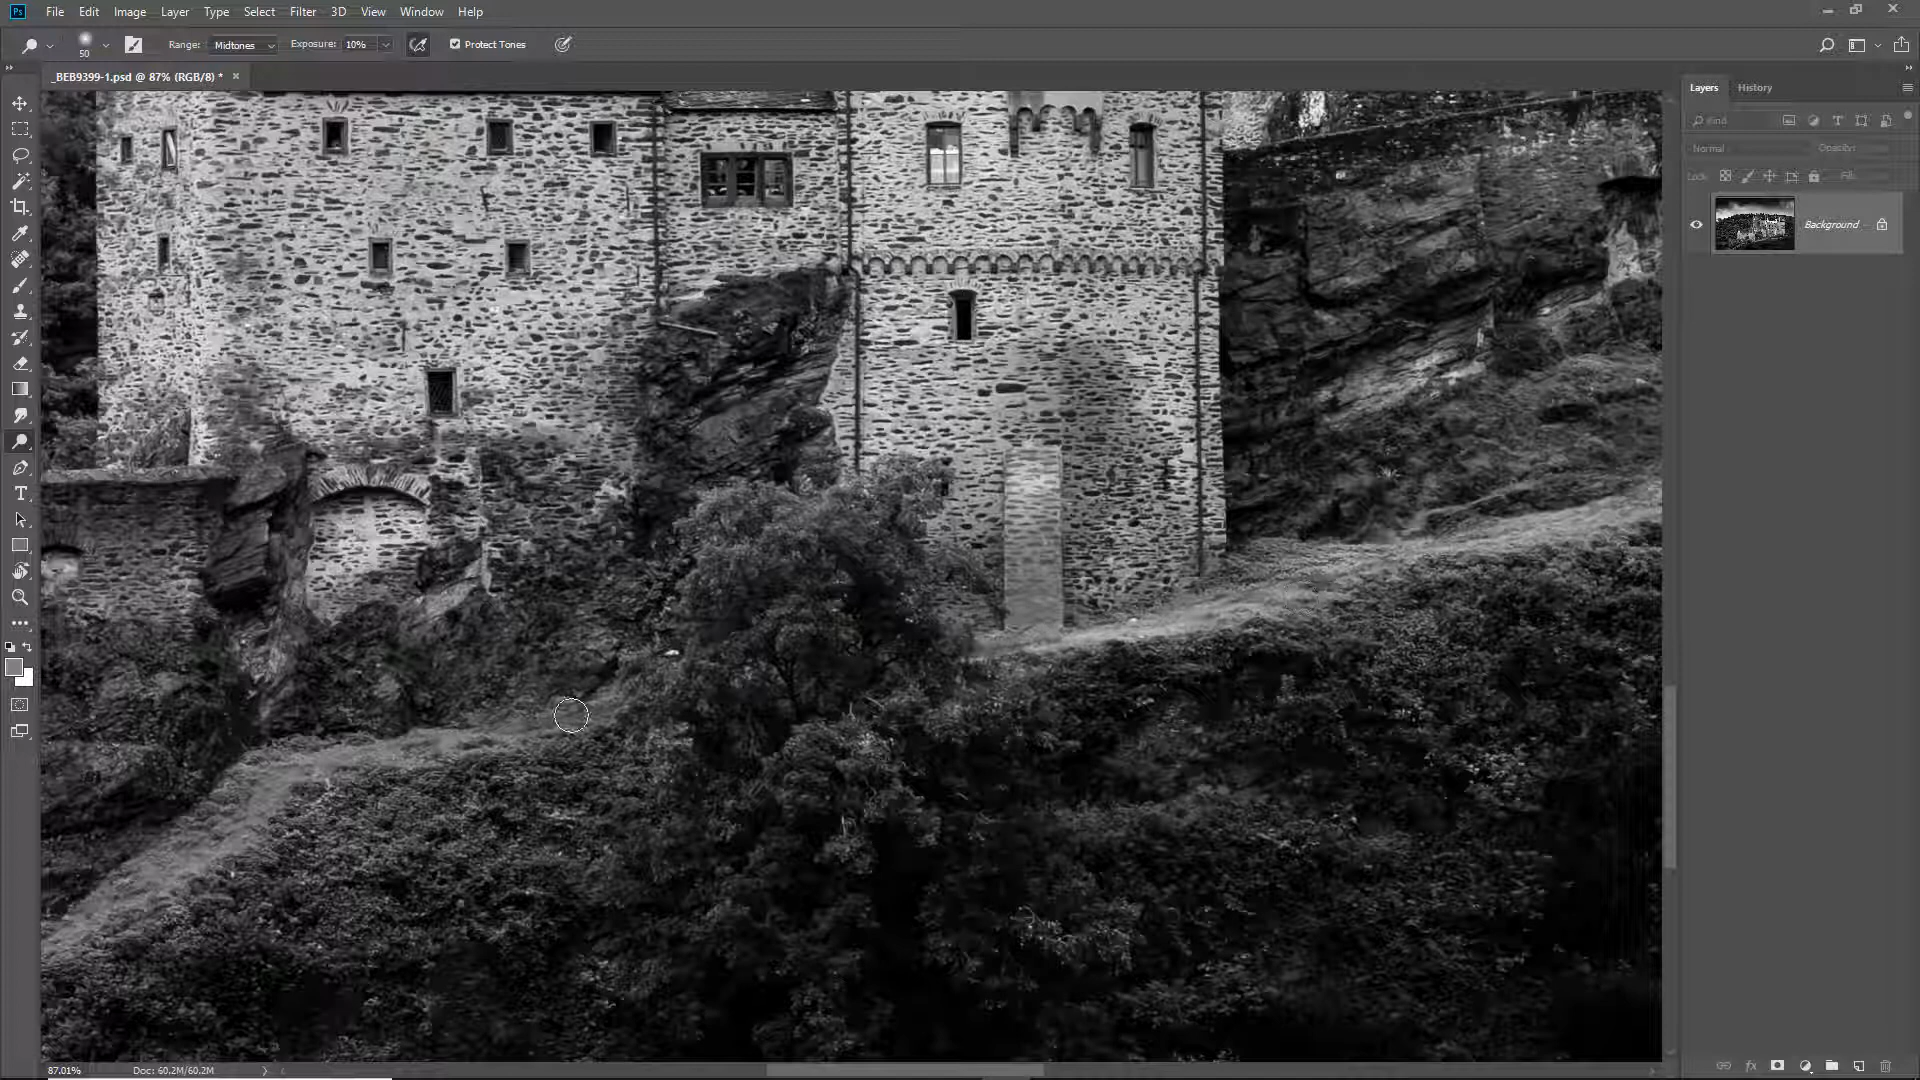 Ps File Edit Image Layer Type Select Filter 3D View Window Help
50 Range: Midtones Exposure: 10% Protect Tones
_BEB9399-1.psd @ 87% (RGB/8) * ×
Layers History
Kind
Normal Opacity:
Lock: Fill:
Background
87.01% Doc: 60.2M/60.2M